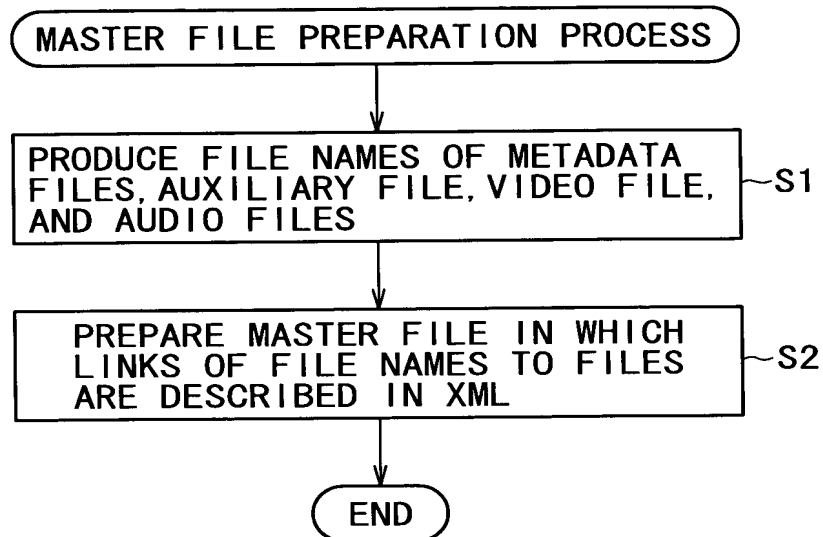 MASTER FILE PREPARATION PROCESS
PRODUCE FILE NAMES OF METADATA
FILES, AUXILIARY FILE, VIDEO FILE,
AND AUDIO FILES
S1
PREPARE MASTER FILE IN WHICH
LINKS OF FILE NAMES TO FILES
ARE DESCRIBED IN XML
S2
END